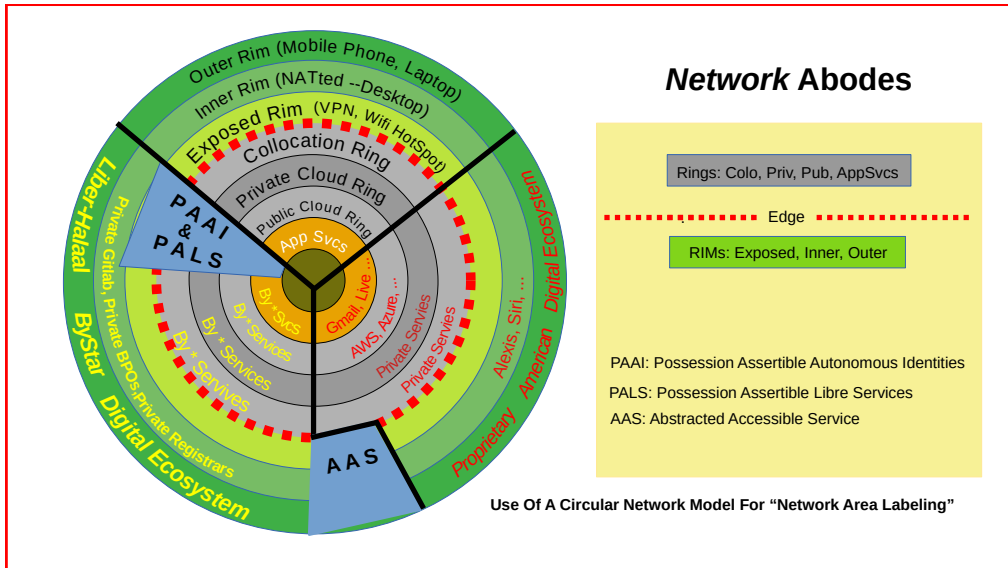 Network Abodes
Outer Rim (Mobile Phone, Laptop)
Inner Rim (NATted --Desktop)
Exposed Rim (VPN, Wifi HotSpot)
Collocation Ring
Private Cloud Ring
Public Cloud Ring
App Svcs
PAAI
&
PALS
Liber-Halaal
ByStar
Digital Ecosystem
Private Gitlab, Private BPOs,Private Registrars
By*Svcs
By*Services
By * Services
By * Servives
Gmail, Live ...
AWS, Azure, ...
Private Servies
Private Servies
Alexis, Siri, ...
Proprietary American Digital Ecosystem
AAS
Rings: Colo, Priv, Pub, AppSvcs
Edge
RIMs: Exposed, Inner, Outer
PAAI: Possession Assertible Autonomous Identities
PALS: Possession Assertible Libre Services
AAS: Abstracted Accessible Service
Use Of A Circular Network Model For “Network Area Labeling”